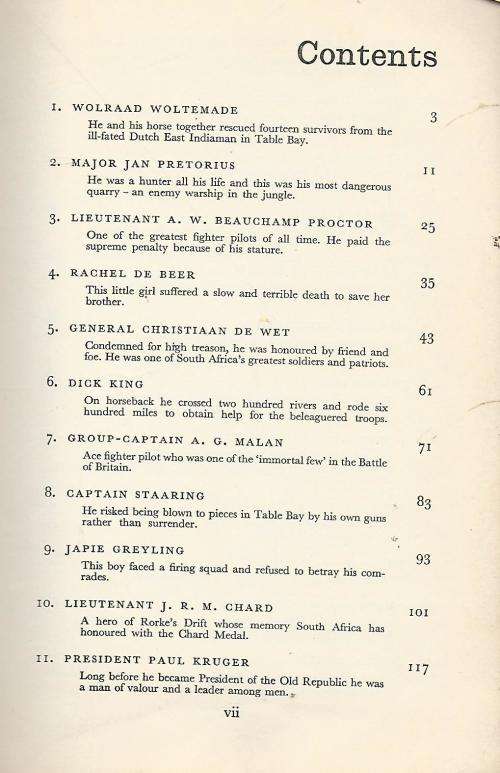 Contents
1. WOLRAAD WOLTEMADE 3
He and his horse together rescued fourteen survivors from the
ill-fated Dutch East Indiaman in Table Bay.
2. MAJOR JAN PRETORIUS 11
He was a hunter all his life and this was his most dangerous
quarry – an enemy warship in the jungle.
3. LIEUTENANT A. W. BEAUCHAMP PROCTOR 25
One of the greatest fighter pilots of all time. He paid the
supreme penalty because of his stature.
4. RACHEL DE BEER 35
This little girl suffered a slow and terrible death to save her
brother.
5. GENERAL CHRISTIAAN DE WET 43
Condemned for high treason, he was honoured by friend and
foe. He was one of South Africa's greatest soldiers and patriots.
6. DICK KING 61
On horseback he crossed two hundred rivers and rode six
hundred miles to obtain help for the beleaguered troops.
7. GROUP-CAPTAIN A. G. MALAN 71
Ace fighter pilot who was one of the 'immortal few' in the Battle
of Britain.
8. CAPTAIN STAARING 83
He risked being blown to pieces in Table Bay by his own guns
rather than surrender.
9. JAPIE GREYLING 93
This boy faced a firing squad and refused to betray his com-
rades.
10. LIEUTENANT J. R. M. CHARD 101
A hero of Rorke's Drift whose memory South Africa has
honoured with the Chard Medal.
11. PRESIDENT PAUL KRUGER 117
Long before he became President of the Old Republic he was
a man of valour and a leader among men.
vii